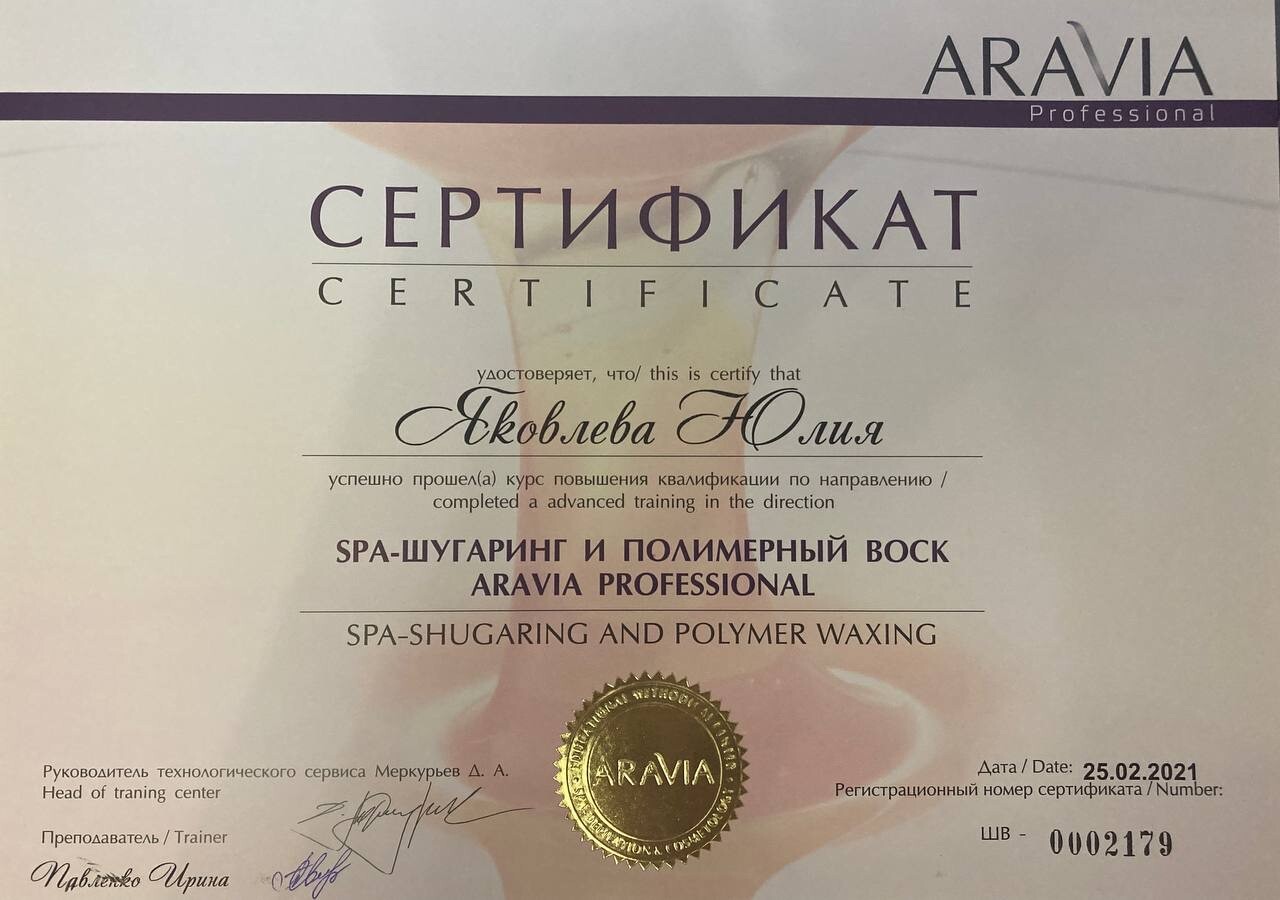 ARAVIA
Professional
СЕРТИФИКАТ
CERTIFICATE
удостоверяет, что/ this is certify that
Яковлева Юлия
успешно прошел(а) курс повышения квалификации по направлению /
completed a advanced training in the direction
SPA-ШУГАРИНГ И ПОЛИМЕРНЫЙ ВОСК
ARAVIA PROFESSIONAL
SPA-SHUGARING AND POLYMER WAXING
ARAVIA
Руководитель технологического сервиса Меркурьев Д. А.
Head of traning center
Преподаватель / Trainer
Павленко Ирина
Дата / Date: 25.02.2021
Регистрационный номер сертификата / Number:
ШВ - 0002179